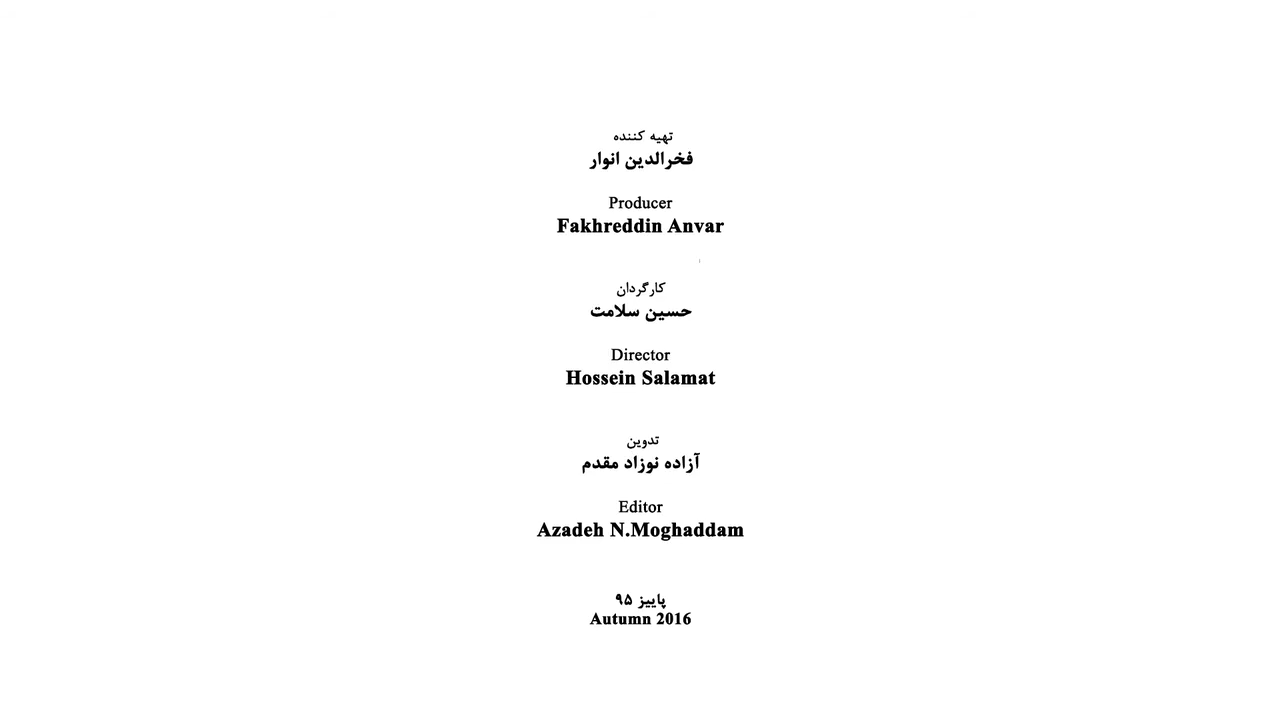 تهیه کننده
فخرالدین انوار
Producer
Fakhreddin Anvar
کارگردان
حسین سلامت
Director
Hossein Salamat
تدوین
آزاده نوزاد مقدم
Editor
Azadeh N.Moghaddam
پاییز ۹۵
Autumn 2016